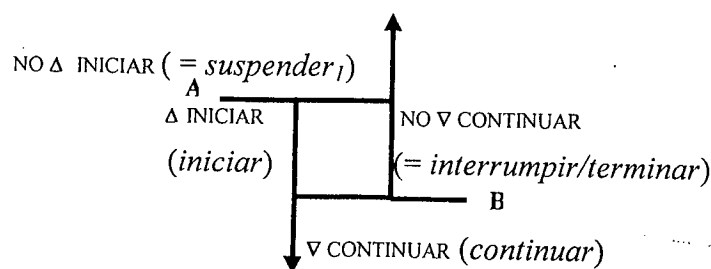 NO Δ INICIAR ( = suspender₁)
A
Δ INICIAR
(iniciar)
NO ∇ CONTINUAR
(= interrumpir/terminar)
B
∇ CONTINUAR (continuar)